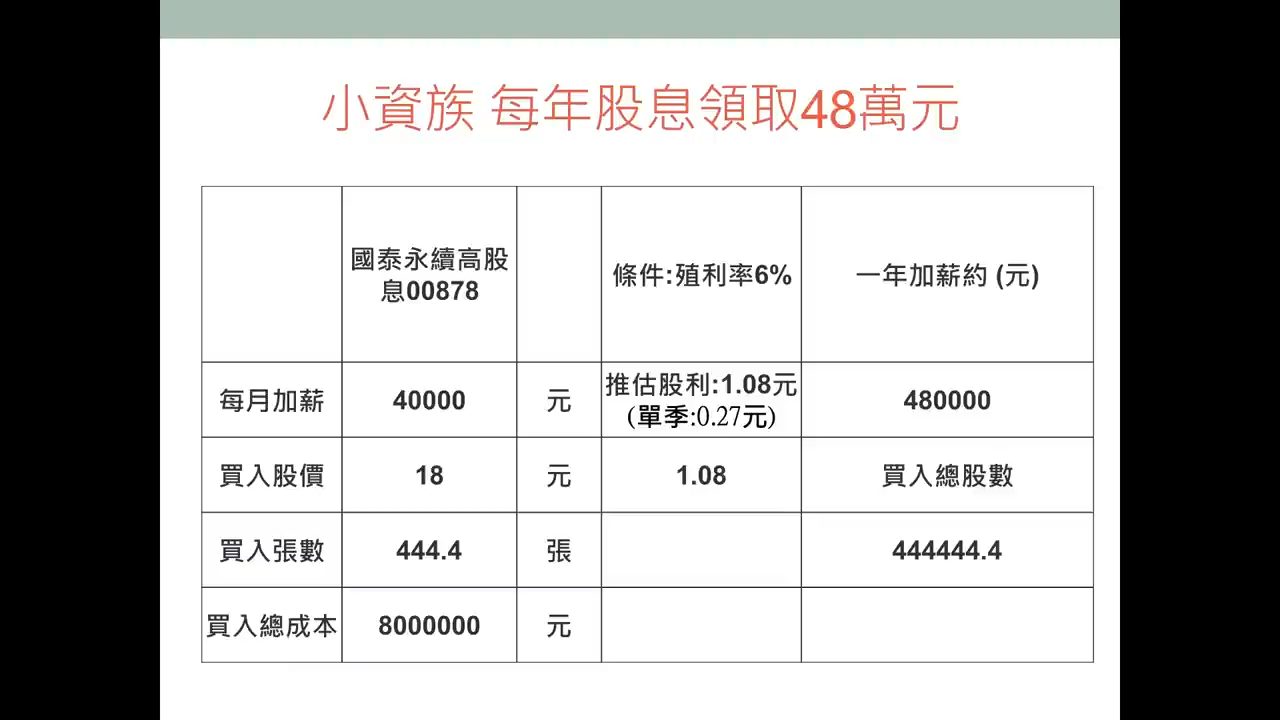 小資族 每年股息領取48萬元
國泰永續高股
息00878
條件:殖利率6%
一年加薪約 (元)
每月加薪
40000
元
推估股利:1.08元
(單季:0.27元)
480000
買入股價
18
元
1.08
買入總股數
買入張數
444.4
張
444444.4
買入總成本
8000000
元